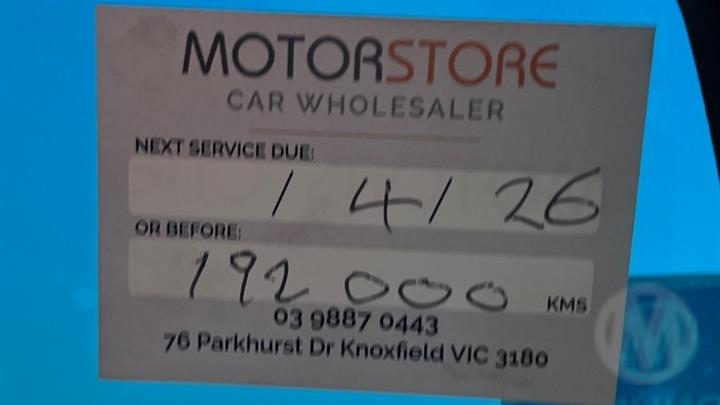 MOTORSTORE
CAR WHOLESALER
NEXT SERVICE DUE:
/ 4/ 26
OR BEFORE:
192 000 KMS
03 9887 0443
76 Parkhurst Dr Knoxfield VIC 3180